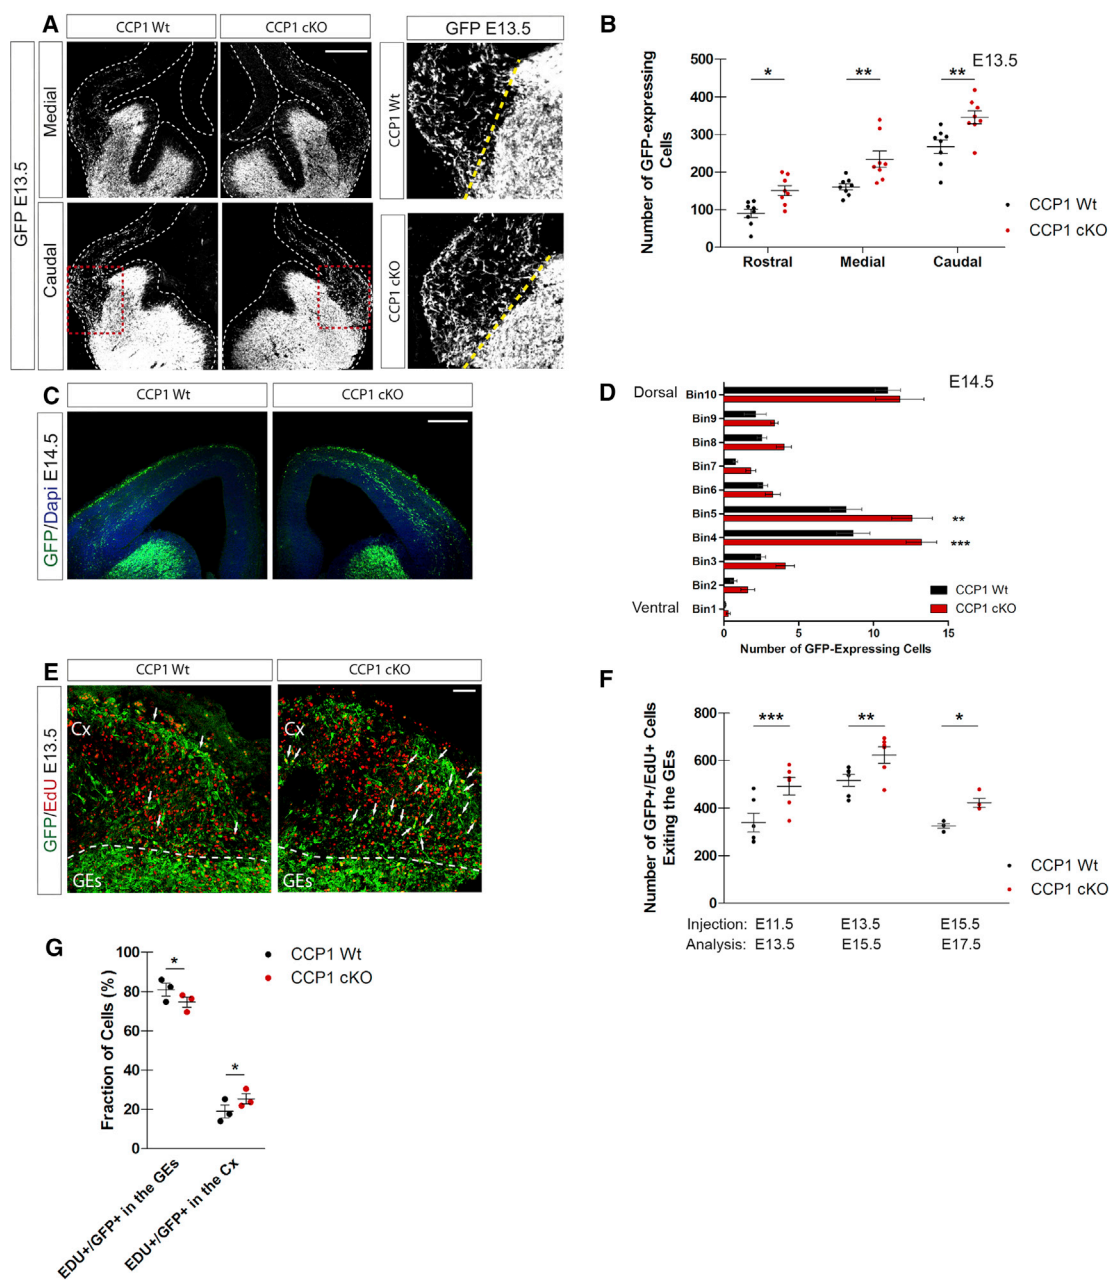 A
CCP1 Wt
CCP1 cKO
GFP E13.5
GFP E13.5
Medial
Caudal
CCP1 Wt
CCP1 cKO
B
E13.5
Number of GFP-expressing
Cells
500
400
300
200
100
0
*
**
**
Rostral
Medial
Caudal
CCP1 Wt
CCP1 cKO
C
CCP1 Wt
CCP1 cKO
GFP/Dapi E14.5
D
E14.5
Dorsal
Bin10
Bin9
Bin8
Bin7
Bin6
Bin5
**
Bin4
***
Bin3
Bin2
Ventral
Bin1
CCP1 Wt
CCP1 cKO
0
5
10
15
Number of GFP-Expressing Cells
E
CCP1 Wt
CCP1 cKO
GFP/EdU E13.5
Cx
GEs
Cx
GEs
F
Number of GFP+/EdU+ Cells
Exiting the GEs
800
600
400
200
0
***
**
*
CCP1 Wt
CCP1 cKO
Injection: E11.5 E13.5 E15.5
Analysis: E13.5 E15.5 E17.5
G
Fraction of Cells (%)
100
80
60
40
20
0
*
*
CCP1 Wt
CCP1 cKO
EDU+/GFP+ in the GEs
EDU+/GFP+ in the Cx